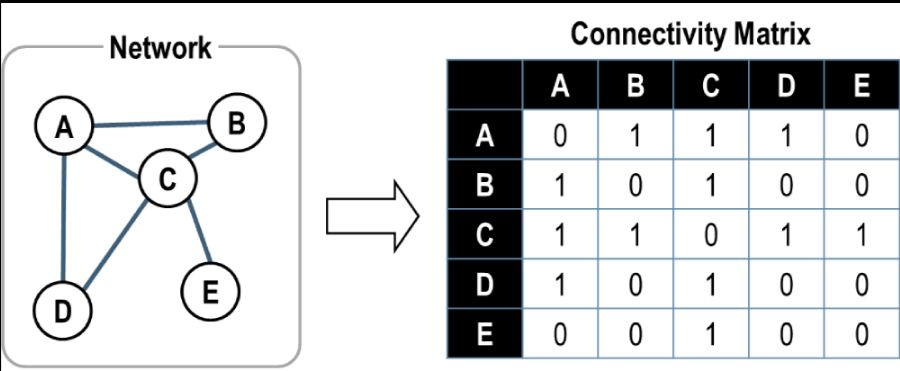 Network
A
B
C
D
E
Connectivity Matrix
A B C D E
A 0 1 1 1 0
B 1 0 1 0 0
C 1 1 0 1 1
D 1 0 1 0 0
E 0 0 1 0 0